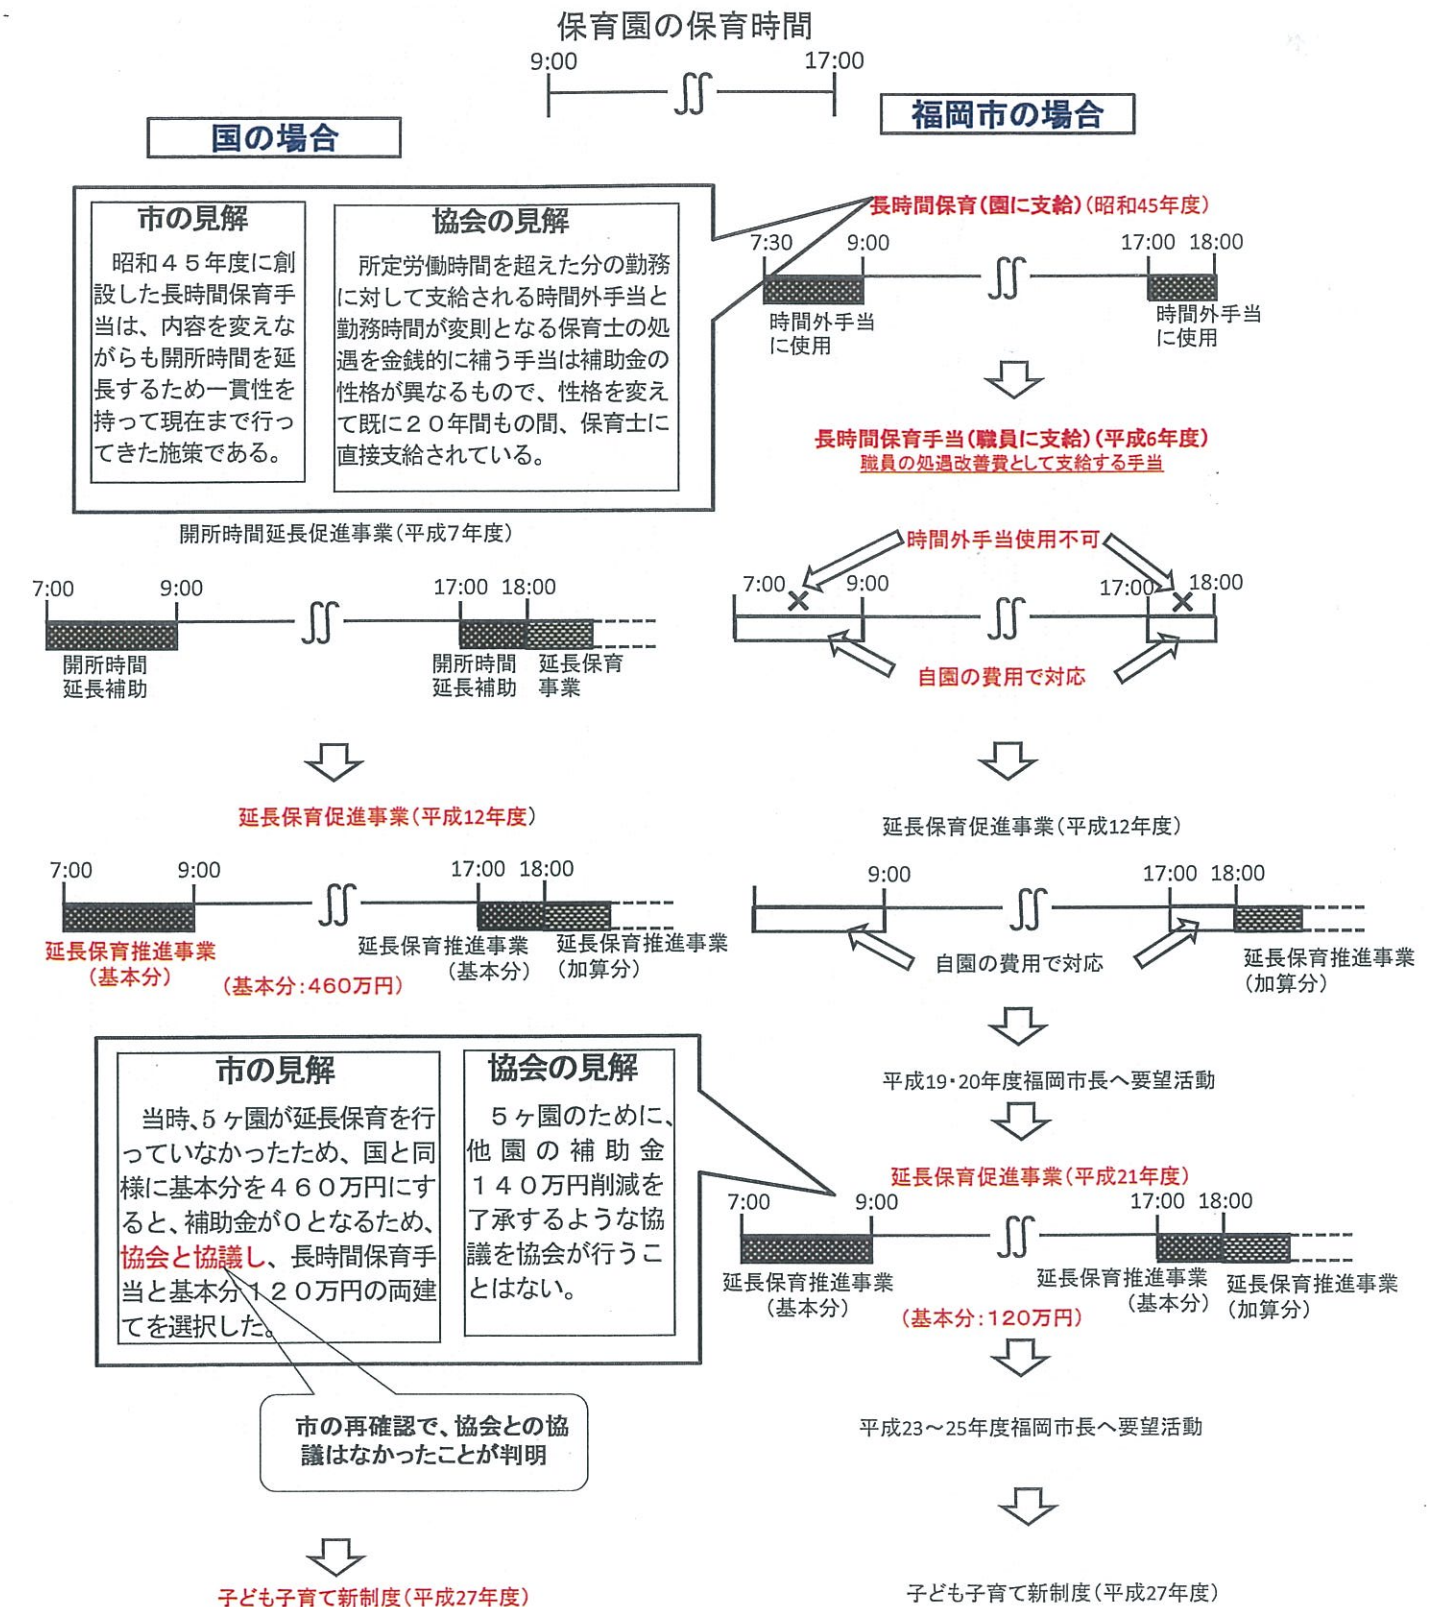 保育園の保育時間
9:00 17:00
国の場合
福岡市の場合
市の見解
昭和４５年度に創
設した長時間保育手
当は、内容を変えな
がらも開所時間を延
長するため一貫性を
持って現在まで行っ
てきた施策である。
協会の見解
所定労働時間を超えた分の勤務
に対して支給される時間外手当と
勤務時間が変則となる保育士の処
遇を金銭的に補う手当は補助金の
性格が異なるもので、性格を変え
て既に２０年間もの間、保育士に
直接支給されている。
長時間保育(園に支給)(昭和45年度)
7:30 9:00 17:00 18:00
時間外手当
に使用
時間外手当
に使用
長時間保育手当(職員に支給)(平成6年度)
職員の処遇改善費として支給する手当
開所時間延長促進事業(平成7年度)
7:00 9:00 17:00 18:00
開所時間
延長補助
開所時間
延長補助
延長保育
事業
時間外手当使用不可
7:00 9:00 17:00 18:00
自園の費用で対応
延長保育促進事業(平成12年度)
7:00 9:00 17:00 18:00
延長保育推進事業
(基本分)
(基本分:460万円)
延長保育推進事業
(基本分)
延長保育推進事業
(加算分)
延長保育促進事業(平成12年度)
9:00 17:00 18:00
自園の費用で対応
延長保育推進事業
(加算分)
平成19・20年度福岡市長へ要望活動
市の見解
当時、５ヶ園が延長保育を行
っていなかったため、国と同
様に基本分を４６０万円にす
ると、補助金が０となるため、
協会と協議し、長時間保育手
当と基本分１２０万円の両建
てを選択した。
協会の見解
５ヶ園のために、
他園の補助金
１４０万円削減を
了承するような協
議を協会が行うこ
とはない。
市の再確認で、協会との協
議はなかったことが判明
延長保育促進事業(平成21年度)
7:00 9:00 17:00 18:00
延長保育推進事業
(基本分)
(基本分:120万円)
延長保育推進事業
(基本分)
延長保育推進事業
(加算分)
平成23～25年度福岡市長へ要望活動
子ども子育て新制度(平成27年度)
子ども子育て新制度(平成27年度)